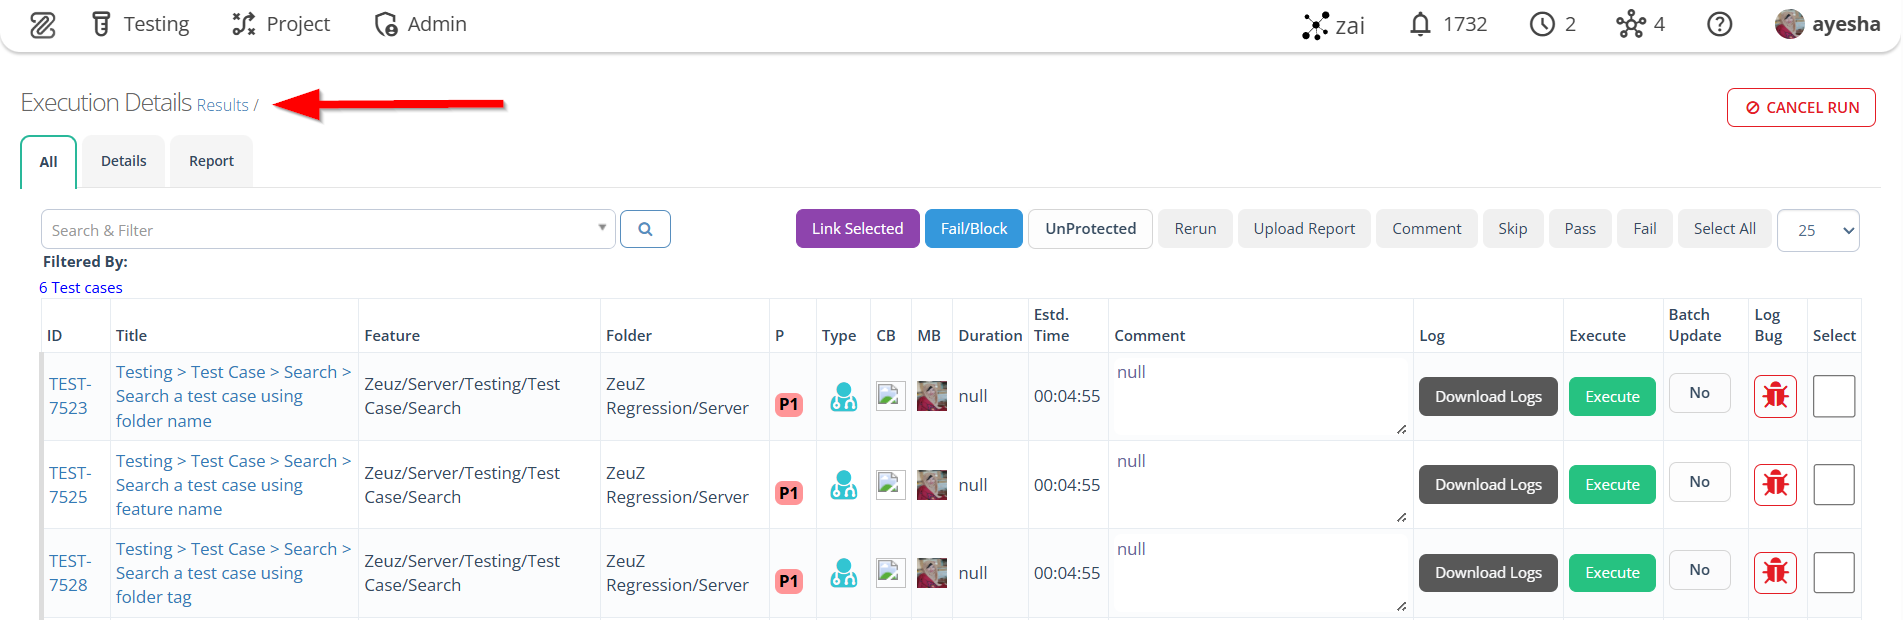 Testing Project Admin zai 1732 2 4 ayesha
Execution Details Results /
CANCEL RUN
All Details Report
Search & Filter
Link Selected Fail/Block UnProtected Rerun Upload Report Comment Skip Pass Fail Select All 25
Filtered By:
6 Test cases
ID Title Feature Folder P Type CB MB Duration Estd. Time Comment Log Execute Batch Update Log Bug Select
TEST-
7523
Testing > Test Case > Search >
Search a test case using
folder name
Zeuz/Server/Testing/Test
Case/Search
ZeuZ
Regression/Server
P1
null
00:04:55
null
Download Logs
Execute
No
TEST-
7525
Testing > Test Case > Search >
Search a test case using
feature name
Zeuz/Server/Testing/Test
Case/Search
ZeuZ
Regression/Server
P1
null
00:04:55
null
Download Logs
Execute
No
TEST-
7528
Testing > Test Case > Search >
Search a test case using
folder tag
Zeuz/Server/Testing/Test
Case/Search
ZeuZ
Regression/Server
P1
null
00:04:55
null
Download Logs
Execute
No